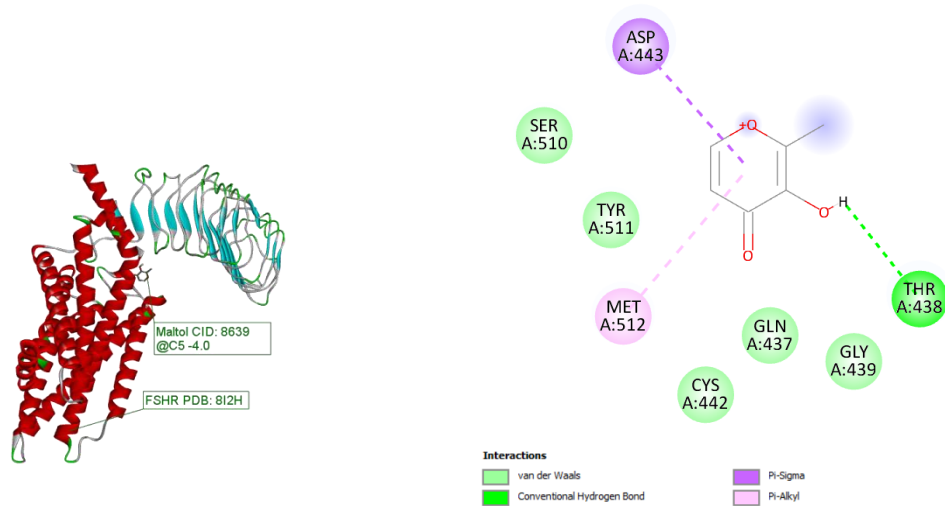 Maltol CID: 8639
@C5 -4.0
FSHR PDB: 8I2H
ASP
A:443
SER
A:510
+O
TYR
A:511
H
O
O
THR
A:438
MET
A:512
GLN
A:437
GLY
A:439
CYS
A:442
Interactions
van der Waals
Conventional Hydrogen Bond
Pi-Sigma
Pi-Alkyl